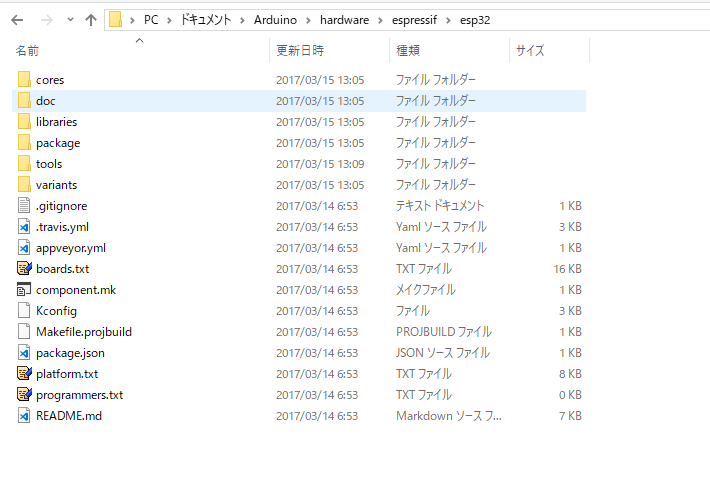 PC > ドキュメント > Arduino > hardware > espressif > esp32
名前 更新日時 種類 サイズ
cores 2017/03/15 13:05 ファイル フォルダー
doc 2017/03/15 13:05 ファイル フォルダー
libraries 2017/03/15 13:05 ファイル フォルダー
package 2017/03/15 13:05 ファイル フォルダー
tools 2017/03/15 13:09 ファイル フォルダー
variants 2017/03/15 13:05 ファイル フォルダー
.gitignore 2017/03/14 6:53 テキスト ドキュメント 1 KB
.travis.yml 2017/03/14 6:53 Yaml ソース ファイル 3 KB
appveyor.yml 2017/03/14 6:53 Yaml ソース ファイル 1 KB
boards.txt 2017/03/14 6:53 TXT ファイル 16 KB
component.mk 2017/03/14 6:53 メイクファイル 1 KB
Kconfig 2017/03/14 6:53 ファイル 3 KB
Makefile.projbuild 2017/03/14 6:53 PROJBUILD ファイル 1 KB
package.json 2017/03/14 6:53 JSON ソース ファイル 1 KB
platform.txt 2017/03/14 6:53 TXT ファイル 8 KB
programmers.txt 2017/03/14 6:53 TXT ファイル 0 KB
README.md 2017/03/14 6:53 Markdown ソース フ... 7 KB